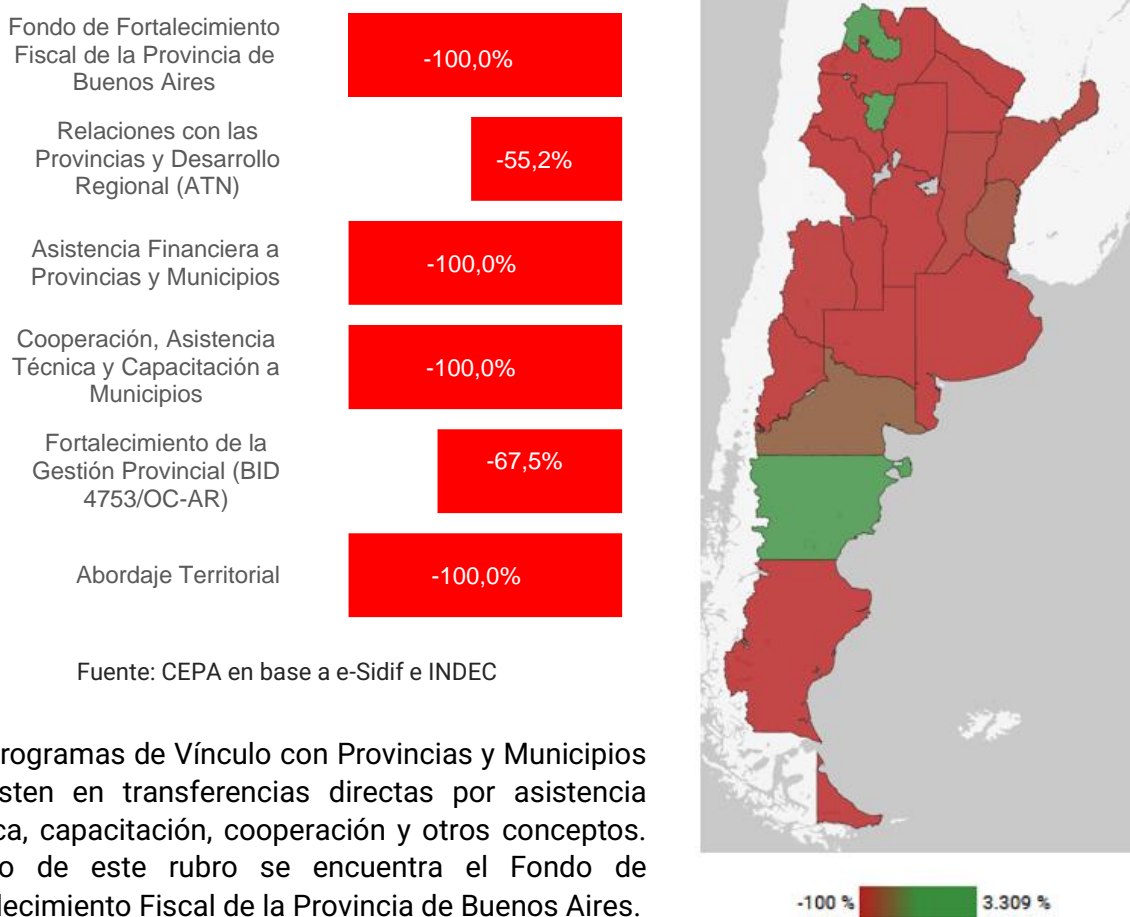 Fondo de Fortalecimiento
Fiscal de la Provincia de
Buenos Aires
-100,0%
Relaciones con las
Provincias y Desarrollo
Regional (ATN)
-55,2%
Asistencia Financiera a
Provincias y Municipios
-100,0%
Cooperación, Asistencia
Técnica y Capacitación a
Municipios
-100,0%
Fortalecimiento de la
Gestión Provincial (BID
4753/OC-AR)
-67,5%
Abordaje Territorial
-100,0%
Fuente: CEPA en base a e-Sidif e INDEC
rogramas de Vínculo con Provincias y Municipios
sten en transferencias directas por asistencia
ca, capacitación, cooperación y otros conceptos.
o de este rubro se encuentra el Fondo de
lecimiento Fiscal de la Provincia de Buenos Aires.
-100 % 3.309 %